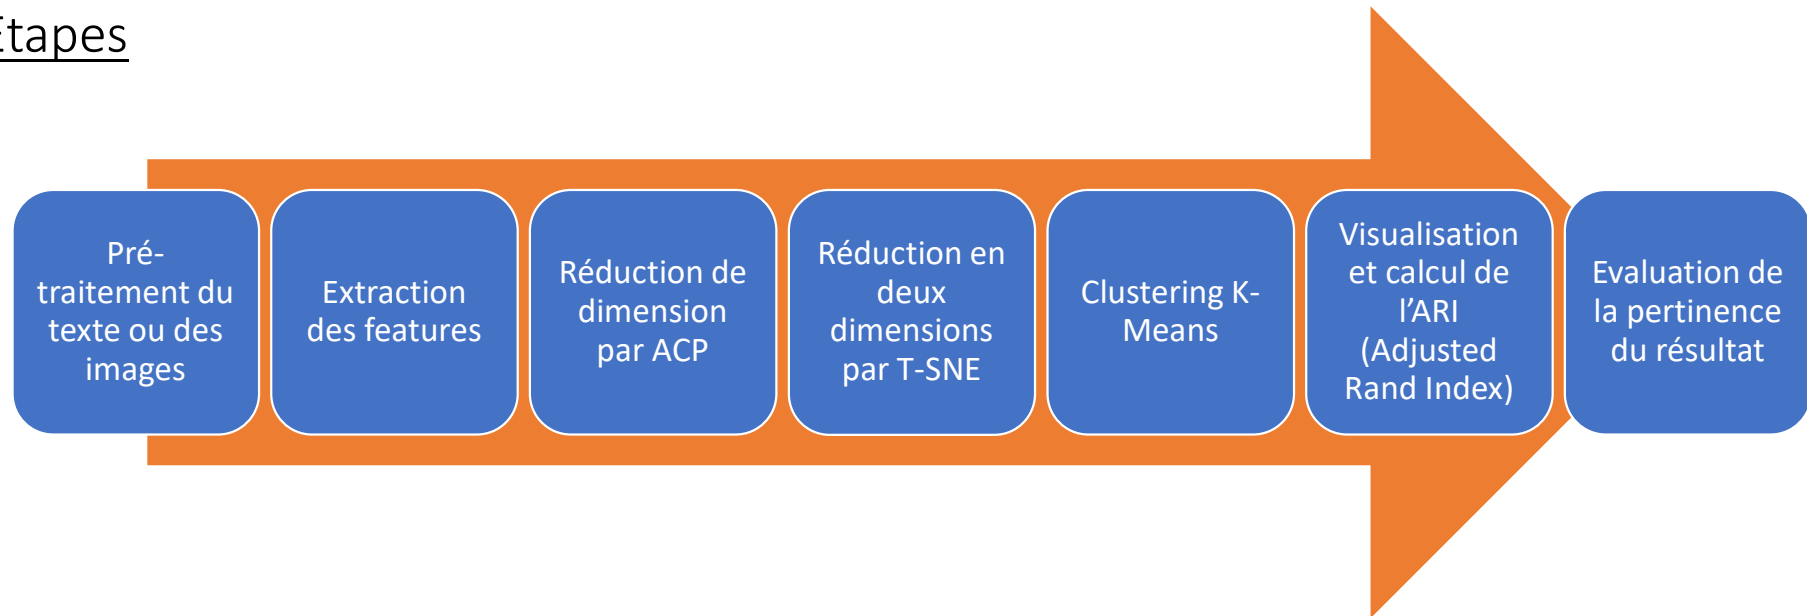 Etapes
Pré-
traitement du
texte ou des
images
Extraction
des features
Réduction de
dimension
par ACP
Réduction en
deux
dimensions
par T-SNE
Clustering K-
Means
Visualisation
et calcul de
l’ARI
(Adjusted
Rand Index)
Evaluation de
la pertinence
du résultat